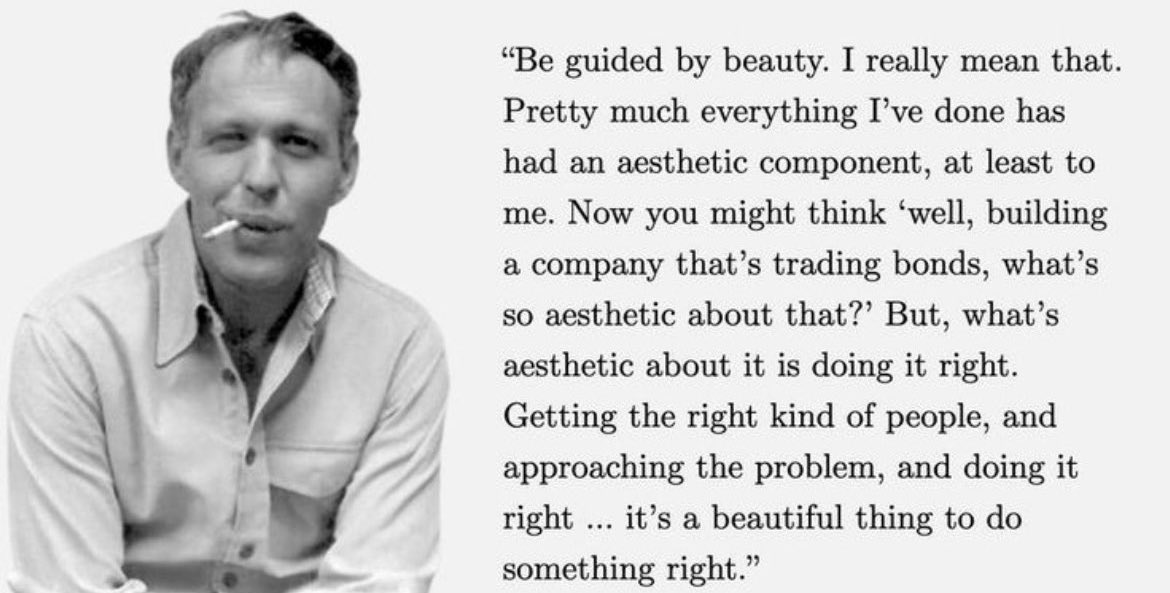 “Be guided by beauty. I really mean that.
Pretty much everything I’ve done has
had an aesthetic component, at least to
me. Now you might think ‘well, building
a company that’s trading bonds, what’s
so aesthetic about that?’ But, what’s
aesthetic about it is doing it right.
Getting the right kind of people, and
approaching the problem, and doing it
right ... it’s a beautiful thing to do
something right.”